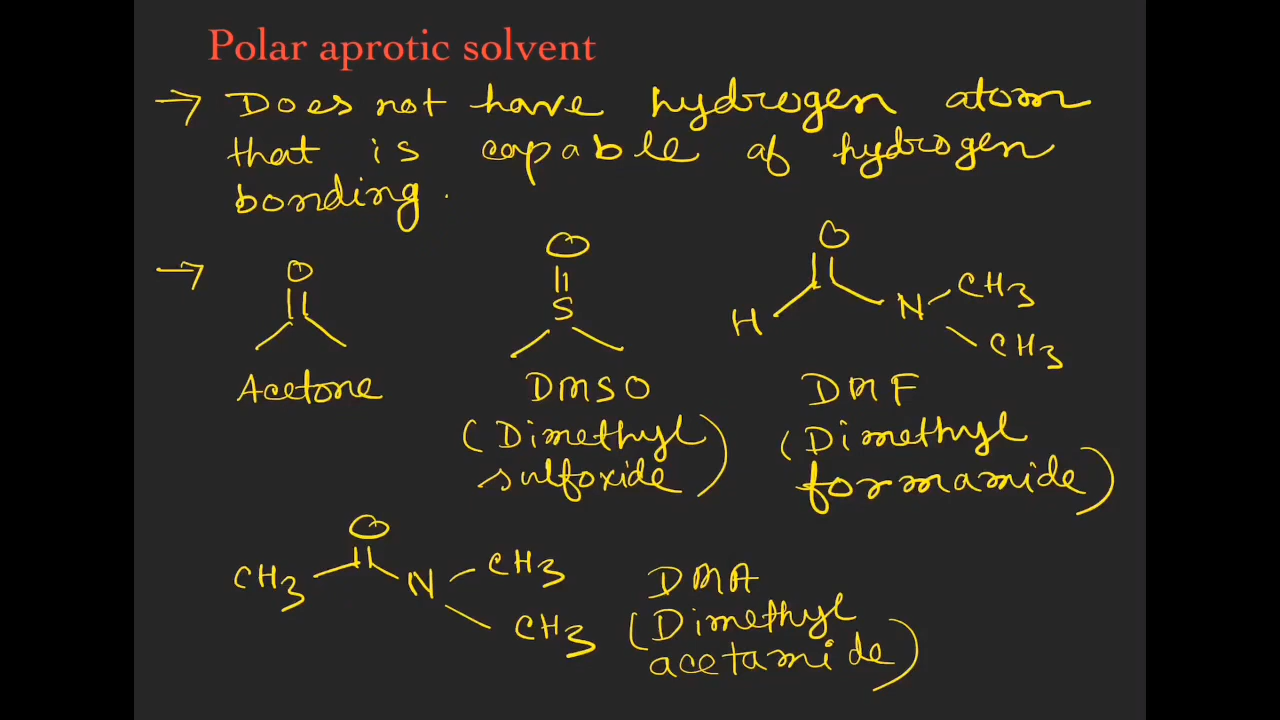 Polar aprotic solvent
→ Does not have hydrogen atom
that is capable of hydrogen
bonding.
→
O
Acetone
O
S
DMSO
(Dimethyl
sulfoxide)
O
H N CH3
CH3
DMF
(Dimethyl
formamide)
O
CH3 N CH3
CH3
DMA
(Dimethyl
acetamide)